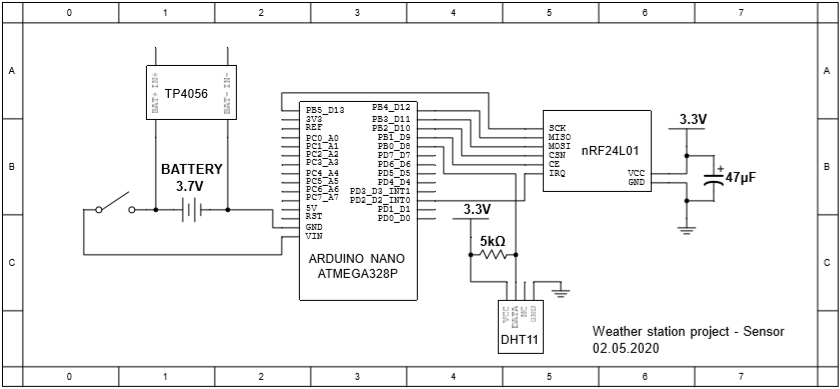 0 1 2 3 4 5 6 7
A A
BAT+ IN+
TP4056
BAT- IN-
B B
BATTERY
3.7V
PB5_D13
3V3
REF
PC0_A0
PC1_A1
PC2_A2
PC3_A3
PC4_A4
PC5_A5
PC6_A6
PC7_A7
5V
RST
GND
VIN
PB4_D12
PB3_D11
PB2_D10
PB1_D9
PB0_D8
PD7_D7
PD6_D6
PD5_D5
PD4_D4
PD3_D3_INT1
PD2_D2_INT0
PD1_D1
PD0_D0
ARDUINO NANO
ATMEGA328P
SCK
MISO
MOSI
CSN
CE
IRQ
nRF24L01
VCC
GND
3.3V
+
47µF
C C
3.3V
5kΩ
VCC
DATA
NC
GND
DHT11
Weather station project - Sensor
02.05.2020
0 1 2 3 4 5 6 7